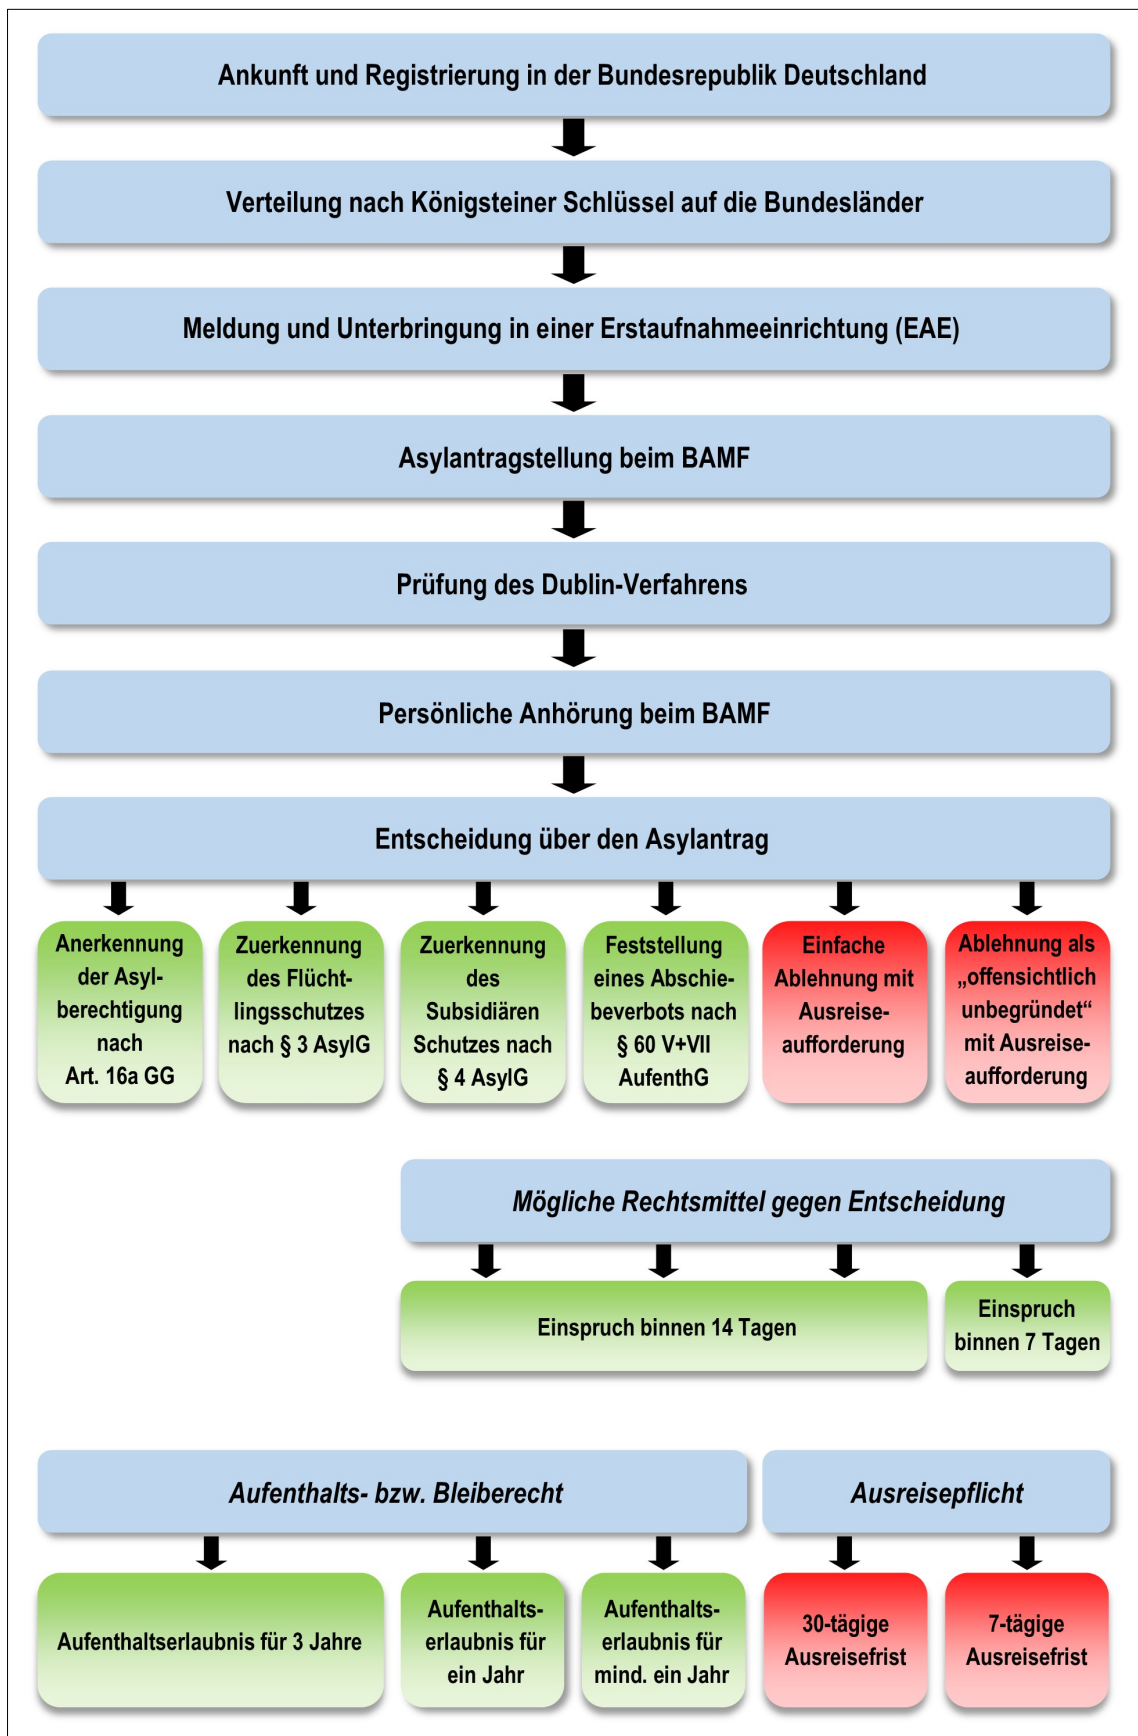 Ankunft und Registrierung in der Bundesrepublik Deutschland
Verteilung nach Königsteiner Schlüssel auf die Bundesländer
Meldung und Unterbringung in einer Erstaufnahmeeinrichtung (EAE)
Asylantragstellung beim BAMF
Prüfung des Dublin-Verfahrens
Persönliche Anhörung beim BAMF
Entscheidung über den Asylantrag
Anerkennung
der Asyl-
berechtigung
nach
Art. 16a GG
Zuerkennung
des Flücht-
lingsschutzes
nach § 3 AsylG
Zuerkennung
des
Subsidiären
Schutzes nach
§ 4 AsylG
Feststellung
eines Abschie-
beverbots nach
§ 60 V+VII
AufenthG
Einfache
Ablehnung mit
Ausreise-
aufforderung
Ablehnung als
„offensichtlich
unbegründet“
mit Ausreise-
aufforderung
Mögliche Rechtsmittel gegen Entscheidung
Einspruch binnen 14 Tagen
Einspruch
binnen 7 Tagen
Aufenthalts- bzw. Bleiberecht
Ausreisepflicht
Aufenthaltserlaubnis für 3 Jahre
Aufenthalts-
erlaubnis für
ein Jahr
Aufenthalts-
erlaubnis für
mind. ein Jahr
30-tägige
Ausreisefrist
7-tägige
Ausreisefrist